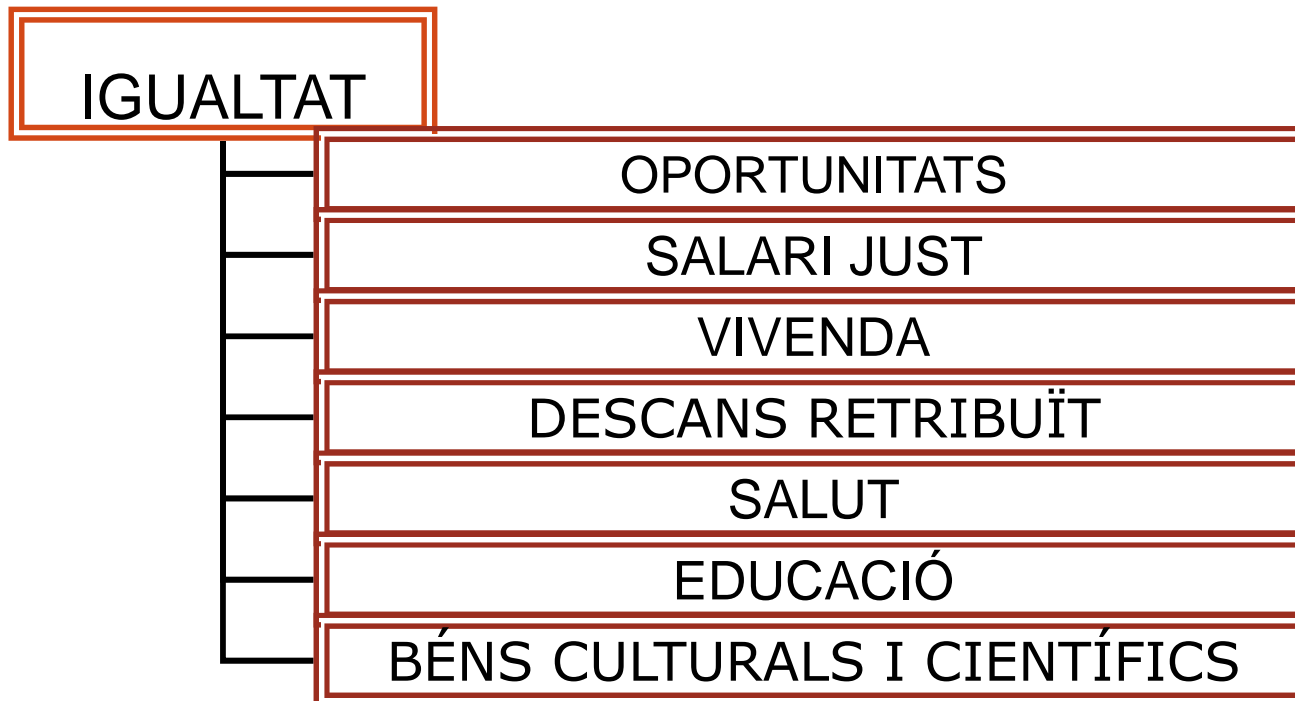 IGUALTAT
OPORTUNITATS
SALARI JUST
VIVENDA
DESCANS RETRIBUÏT
SALUT
EDUCACIÓ
BÉNS CULTURALS I CIENTÍFICS